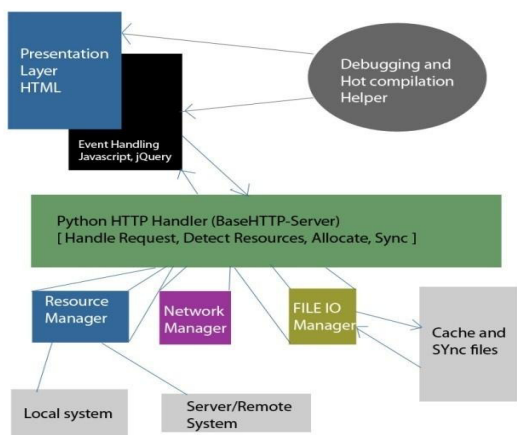 Presentation
Layer
HTML
Debugging and
Hot compilation
Helper
Event Handling
Javascript, jQuery
Python HTTP Handler (BaseHTTP-Server)
[ Handle Request, Detect Resources, Allocate, Sync ]
Resource
Manager
Network
Manager
FILE IO
Manager
Cache and
SYnc files
Local system
Server/Remote
System